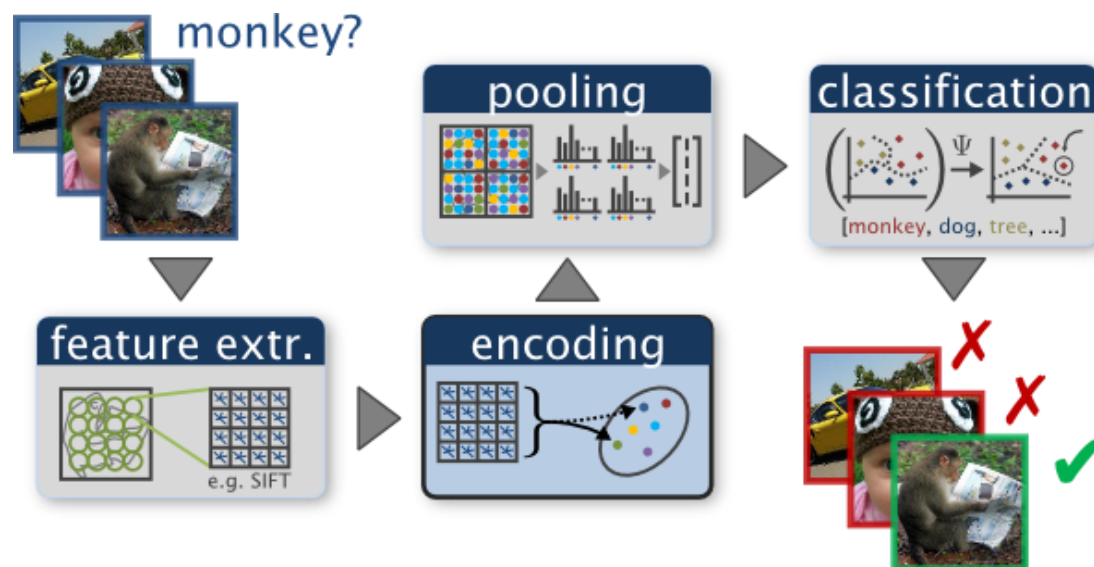 monkey?
feature extr.
e.g. SIFT
encoding
pooling
classification
Ψ
[monkey, dog, tree, ...]